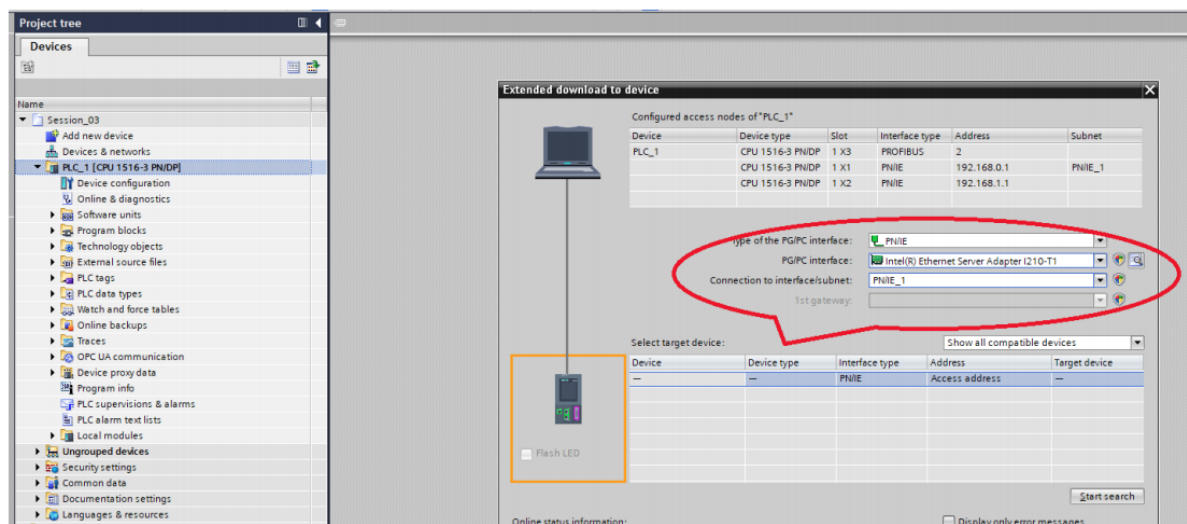 Project tree
Devices
Name
Session_03
Add new device
Devices & networks
PLC_1 [CPU 1516-3 PN/DP]
Device configuration
Online & diagnostics
Software units
Program blocks
Technology objects
External source files
PLC tags
PLC data types
Watch and force tables
Online backups
Traces
OPC UA communication
Device proxy data
Program info
PLC supervisions & alarms
PLC alarm text lists
Local modules
Ungrouped devices
Security settings
Common data
Documentation settings
Languages & resources
Extended download to device
Configured access nodes of "PLC_1"
Device Device type Slot Interface type Address Subnet
PLC_1 CPU 1516-3 PN/DP 1 X3 PROFIBUS 2
CPU 1516-3 PN/DP 1 X1 PN/IE 192.168.0.1 PN/IE_1
CPU 1516-3 PN/DP 1 X2 PN/IE 192.168.1.1
Type of the PG/PC interface: PN/IE
PG/PC interface: Intel(R) Ethernet Server Adapter I210-T1
Connection to interface/subnet: PN/IE_1
1st gateway:
Select target device: Show all compatible devices
Device Device type Interface type Address Target device
— — PN/IE Access address —
Flash LED
Start search
Online status information: Display only error messages